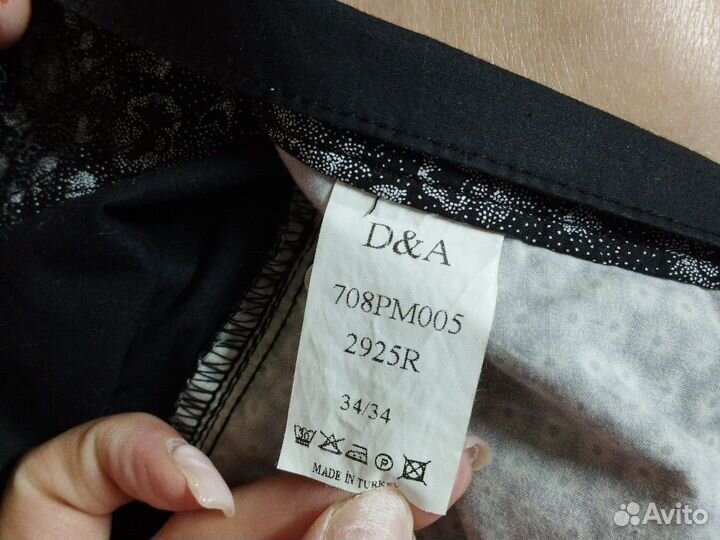 D&A
708PM005
2925R
34/34
MADE IN TURKEY
Avito